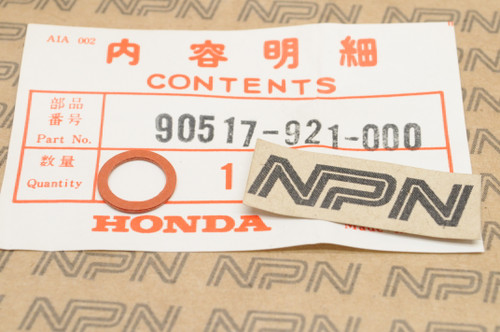 AIA 002
内容明細
CONTENTS
部品
番号
Part No.
90517-921-000
数量
Quantity
1
NPN
HONDA